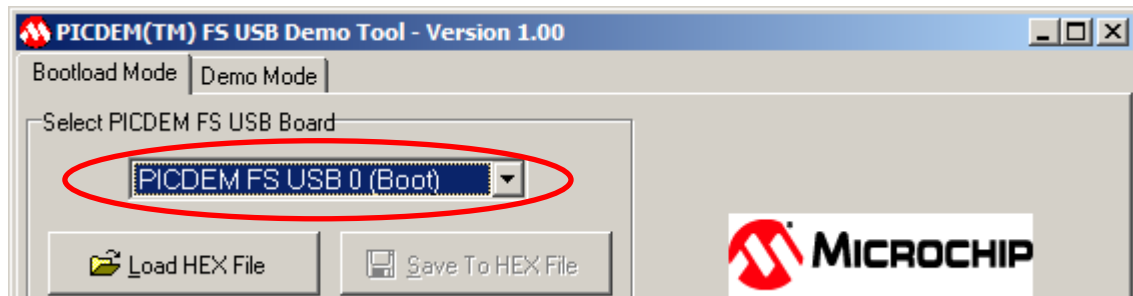 PICDEM(TM) FS USB Demo Tool - Version 1.00
Bootload Mode Demo Mode
Select PICDEM FS USB Board
PICDEM FS USB 0 (Boot)
Load HEX File Save To HEX File
MICROCHIP